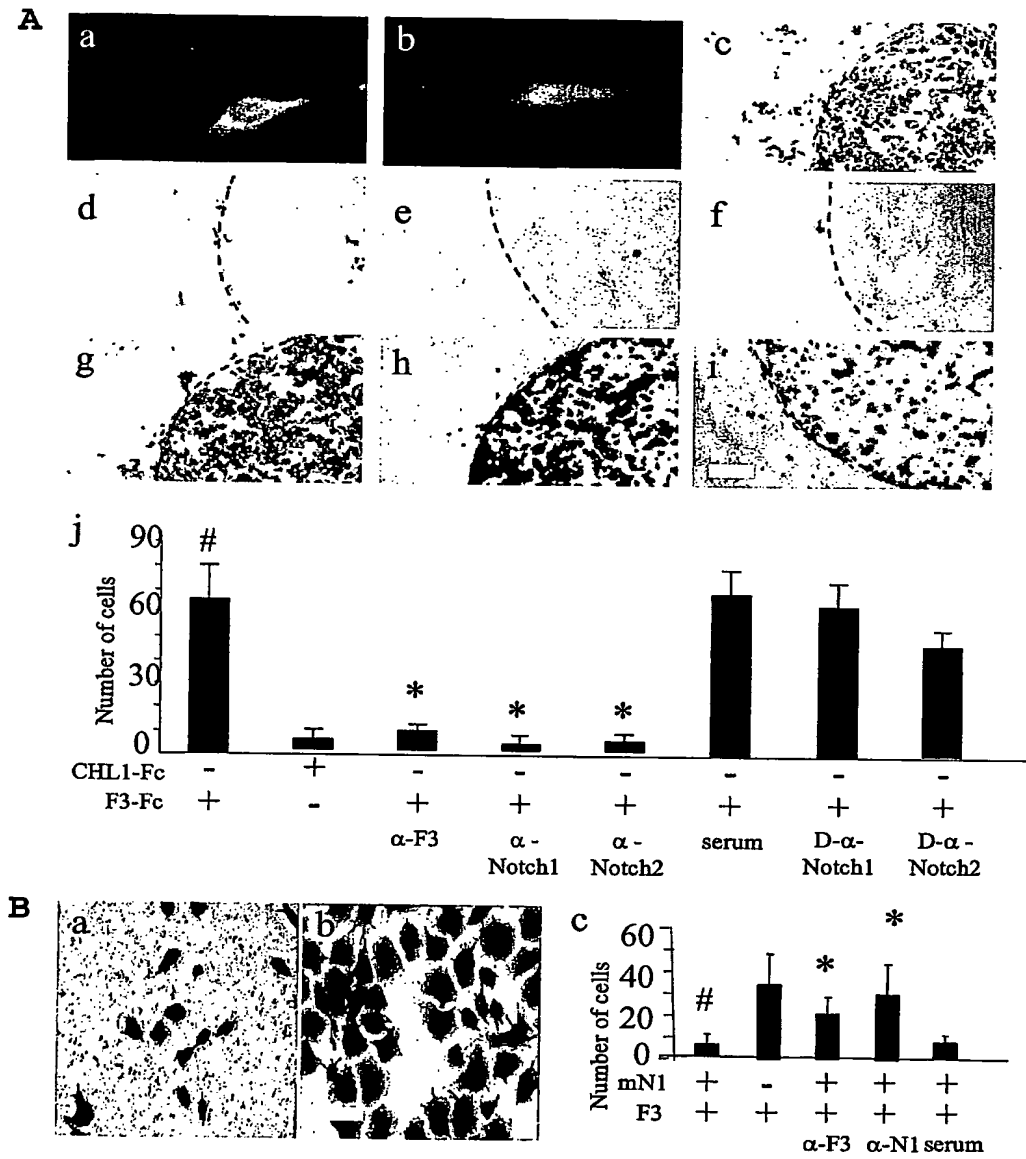 A
a
b
c
d
e
f
g
h
i
j
90
60
30
0
Number of cells
#
*
*
*
CHL1-Fc - + - - - - - -
F3-Fc + - + + + + + +
α-F3 α - Notch1 α - Notch2 serum D-α- Notch1 D-α - Notch2
B
a
b
c
60
40
20
0
Number of cells
#
*
*
mN1 + - + + +
F3 + + + + +
α-F3 α-N1 serum